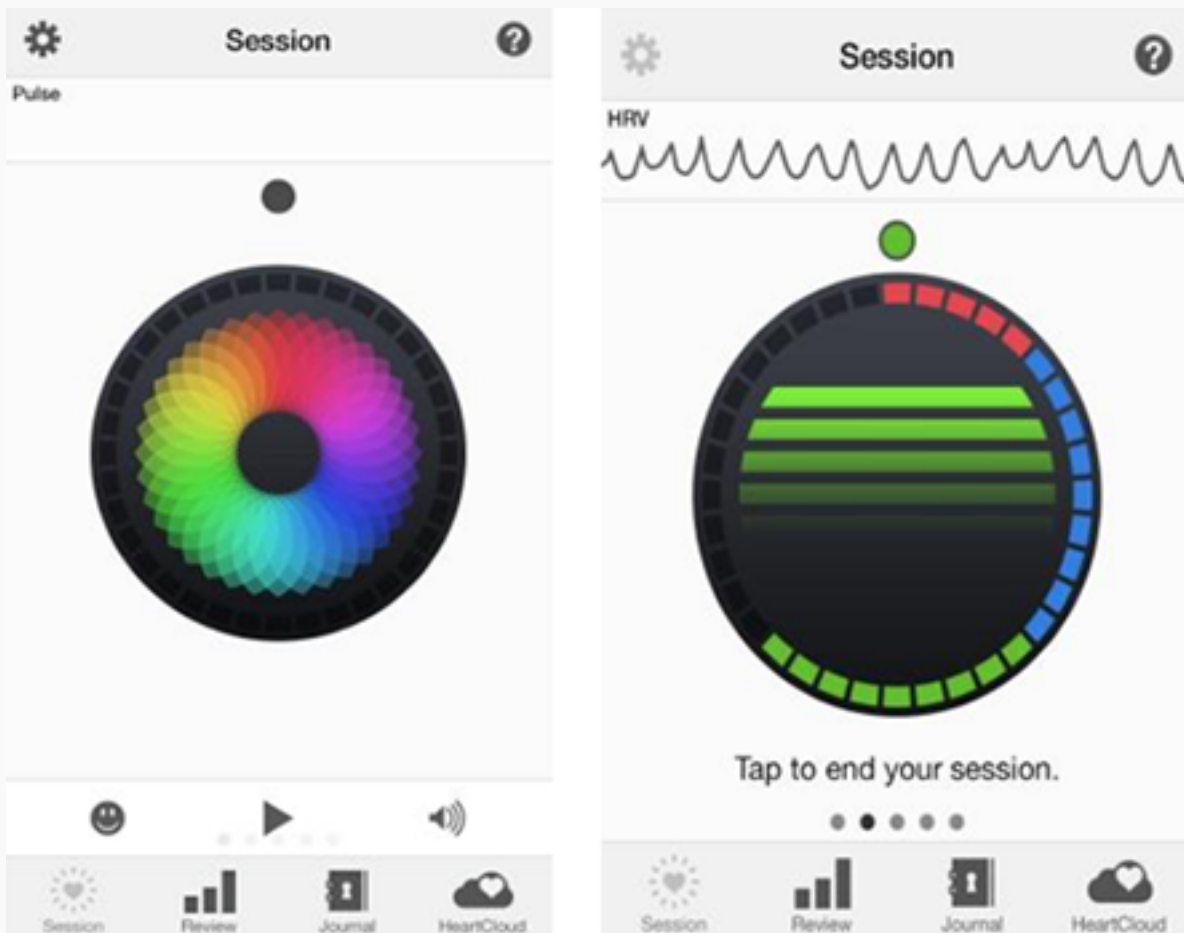 Session
Pulse
Session Review Journal HeartCloud
Session
HRV
Tap to end your session.
Session Review Journal HeartCloud